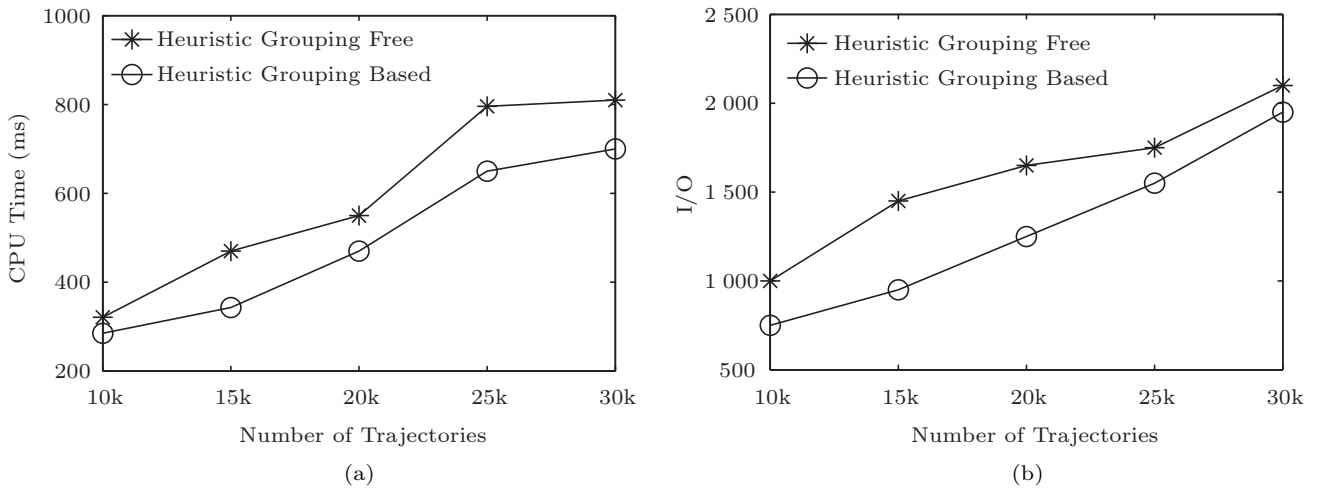 1000
800
600
400
200
CPU Time (ms)
Heuristic Grouping Free
Heuristic Grouping Based
10k 15k 20k 25k 30k
Number of Trajectories
(a)
2 500
2 000
1 500
1 000
500
I/O
Heuristic Grouping Free
Heuristic Grouping Based
10k 15k 20k 25k 30k
Number of Trajectories
(b)